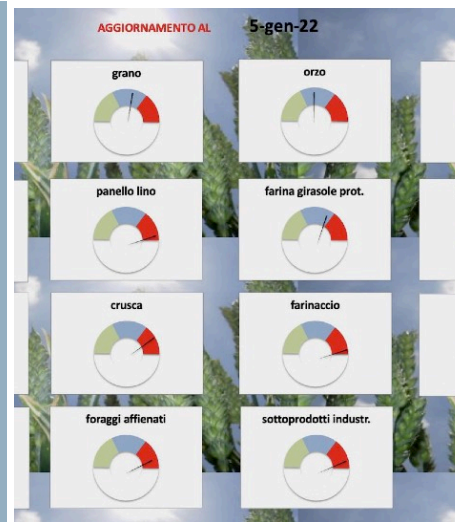 AGGIORNAMENTO AL 5-gen-22
grano
orzo
panello lino
farina girasole prot.
crusca
farinaccio
foraggi affienati
sottoprodotti industr.